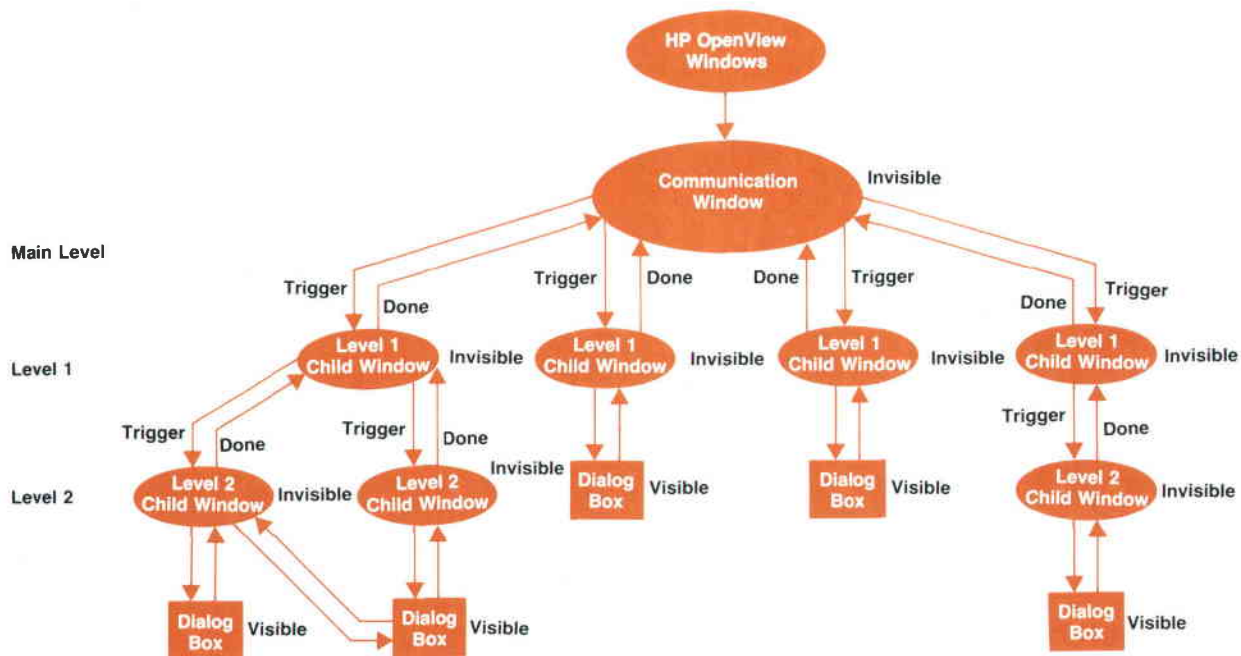 HP OpenView
Windows
Communication
Window
Invisible
Main Level
Trigger
Done
Trigger
Done
Done
Trigger
Done
Trigger
Level 1
Level 1
Child Window
Invisible
Level 1
Child Window
Invisible
Level 1
Child Window
Invisible
Level 1
Child Window
Invisible
Trigger
Done
Trigger
Done
Trigger
Done
Level 2
Level 2
Child Window
Invisible
Level 2
Child Window
Invisible
Dialog
Box
Visible
Dialog
Box
Visible
Level 2
Child Window
Invisible
Dialog
Box
Visible
Dialog
Box
Visible
Dialog
Box
Visible